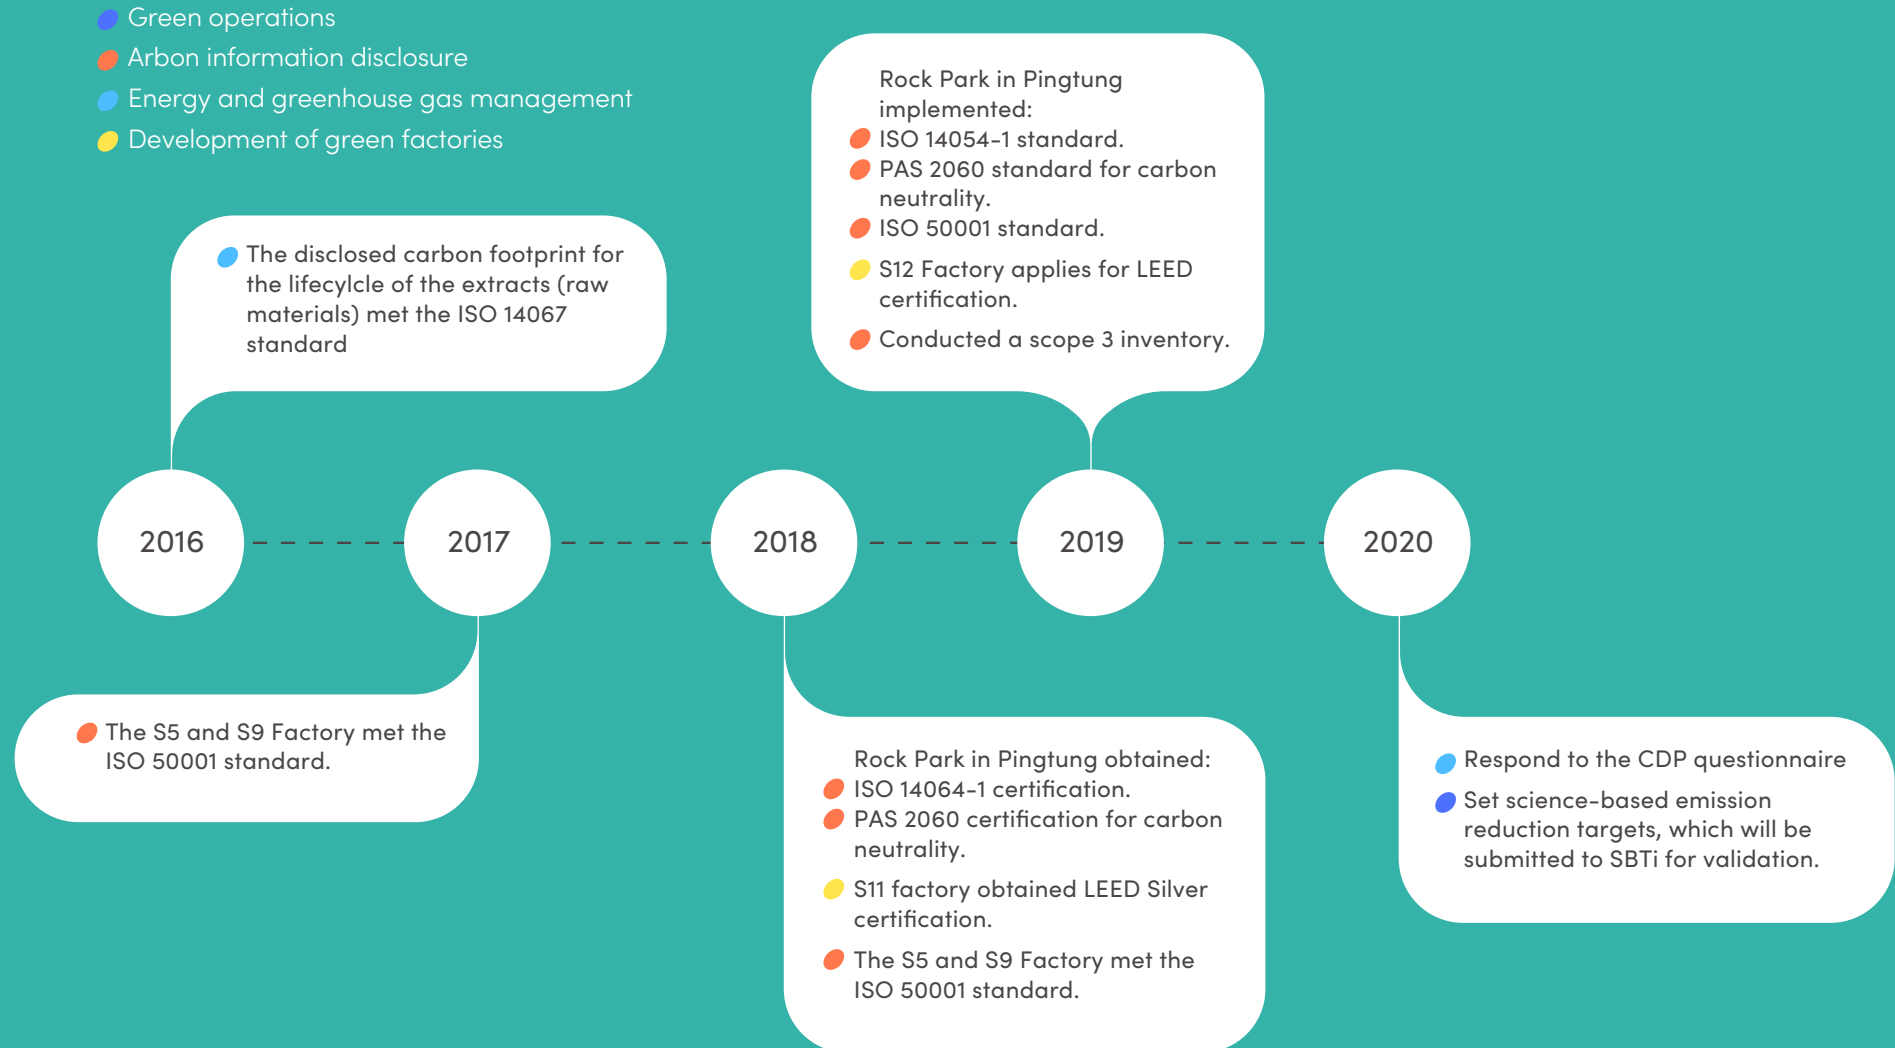 Green operations
Arbon information disclosure
Energy and greenhouse gas management
Development of green factories
The disclosed carbon footprint for
the lifecylcle of the extracts (raw
materials) met the ISO 14067
standard
Rock Park in Pingtung
implemented:
ISO 14054-1 standard.
PAS 2060 standard for carbon
neutrality.
ISO 50001 standard.
S12 Factory applies for LEED
certification.
Conducted a scope 3 inventory.
2016
2017
2018
2019
2020
The S5 and S9 Factory met the
ISO 50001 standard.
Rock Park in Pingtung obtained:
ISO 14064-1 certification.
PAS 2060 certification for carbon
neutrality.
S11 factory obtained LEED Silver
certification.
The S5 and S9 Factory met the
ISO 50001 standard.
Respond to the CDP questionnaire
Set science-based emission
reduction targets, which will be
submitted to SBTi for validation.